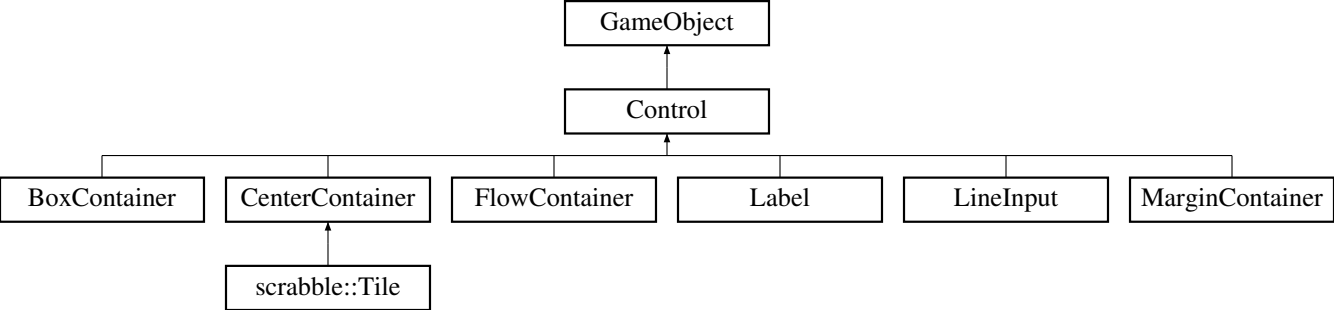 GameObject
Control
BoxContainer
CenterContainer
FlowContainer
Label
LineInput
MarginContainer
scrabble::Tile